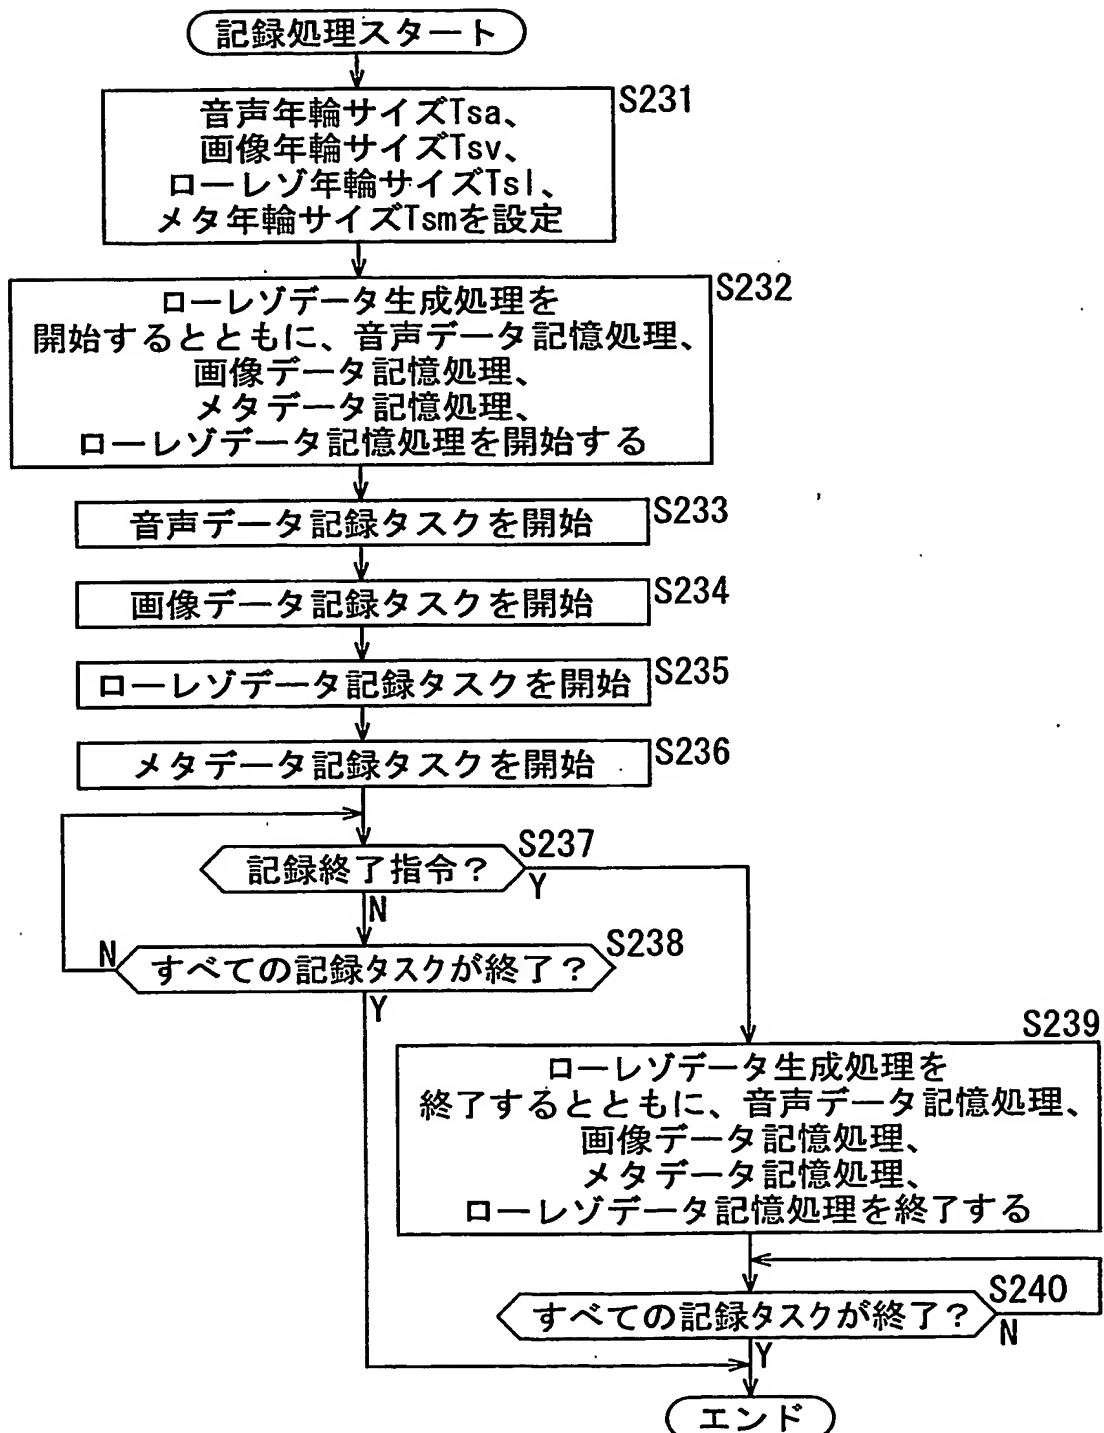 記録処理スタート
S231
音声年輪サイズTsa、
画像年輪サイズTsv、
ローレゾ年輪サイズTsl、
メタ年輪サイズTsmを設定
S232
ローレゾデータ生成処理を
開始するとともに、音声データ記憶処理、
画像データ記憶処理、
メタデータ記憶処理、
ローレゾデータ記憶処理を開始する
音声データ記録タスクを開始 S233
画像データ記録タスクを開始 S234
ローレゾデータ記録タスクを開始 S235
メタデータ記録タスクを開始 S236
S237
記録終了指令?
Y
N
S238
N すべての記録タスクが終了?
Y
S239
ローレゾデータ生成処理を
終了するとともに、音声データ記憶処理、
画像データ記憶処理、
メタデータ記憶処理、
ローレゾデータ記憶処理を終了する
S240
すべての記録タスクが終了?
N
Y
エンド